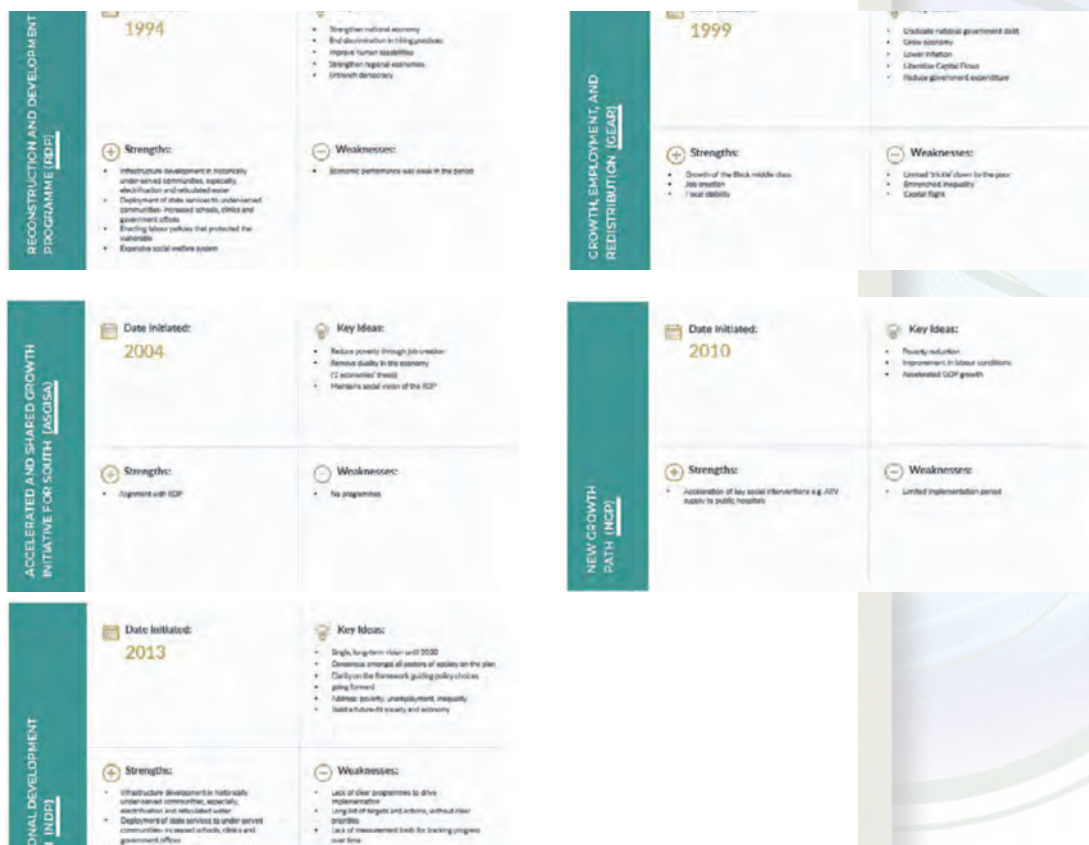 RECONSTRUCTION AND DEVELOPMENT
PROGRAMME (RDP)
1994
• Strengthen national economy
• End discrimination in hiring practices
• Improve human capabilities
• Strengthen regional economies
• Entrench democracy
Strengths:
• Infrastructure development in historically
under-served communities, especially,
electrification and reticulated water
• Deployment of state services to under-served
communities- increased schools, clinics and
government offices
• Enacting labour policies that protected the
vulnerable
• Expansive social welfare system
Weaknesses:
• Economic performance was weak in the period
GROWTH, EMPLOYMENT, AND
REDISTRIBUTION (GEAR)
1999
• Eradicate national government debt
• Grow economy
• Lower inflation
• Liberalise Capital Flows
• Reduce government expenditure
Strengths:
• Growth of the Black middle class
• Job creation
• Fiscal stability
Weaknesses:
• Limited 'trickle' down to the poor
• Entrenched inequality
• Capital flight
ACCELERATED AND SHARED GROWTH
INITIATIVE FOR SOUTH (ASGISA)
Date Initiated:
2004
Key Ideas:
• Reduce poverty through job creation
• Remove duality in the economy
('2 economies' thesis)
• Maintains social vision of the RDP
Strengths:
• Alignment with RDP
Weaknesses:
• No programmes
NEW GROWTH
PATH (NGP)
Date Initiated:
2010
Key Ideas:
• Poverty reduction
• Improvement in labour conditions
• Accelerated GDP growth
Strengths:
• Acceleration of key social interventions e.g. ARV
supply to public hospitals
Weaknesses:
• Limited implementation period
ONAL DEVELOPMENT
(NDP)
Date Initiated:
2013
Key Ideas:
• Single, long-term vision until 2030
• Consensus amongst all sectors of society on the plan
• Clarity on the framework guiding policy choices
• going forward
• Address: poverty, unemployment, inequality
• Build a future-fit society and economy
Strengths:
• Infrastructure development in historically
under-served communities, especially,
electrification and reticulated water
• Deployment of state services to under-served
communities- increased schools, clinics and
government offices
Weaknesses:
• Lack of clear programmes to drive
implementation
• Long list of targets and actions, without clear
priorities
• Lack of measurement tools for tracking progress
over time